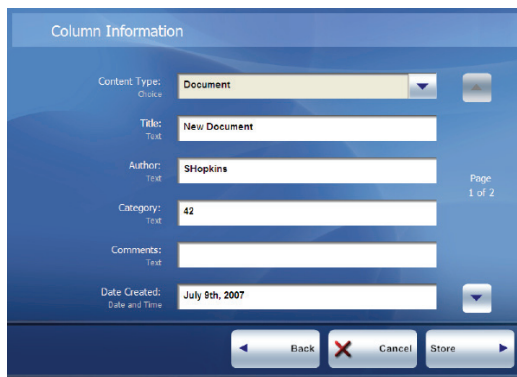 Column Information
Content Type:
Choice
Document
Title:
Text
New Document
Author:
Text
SHopkins
Page
1 of 2
Category:
Text
42
Comments:
Text
Date Created:
Date and Time
July 9th, 2007
Back
Cancel
Store